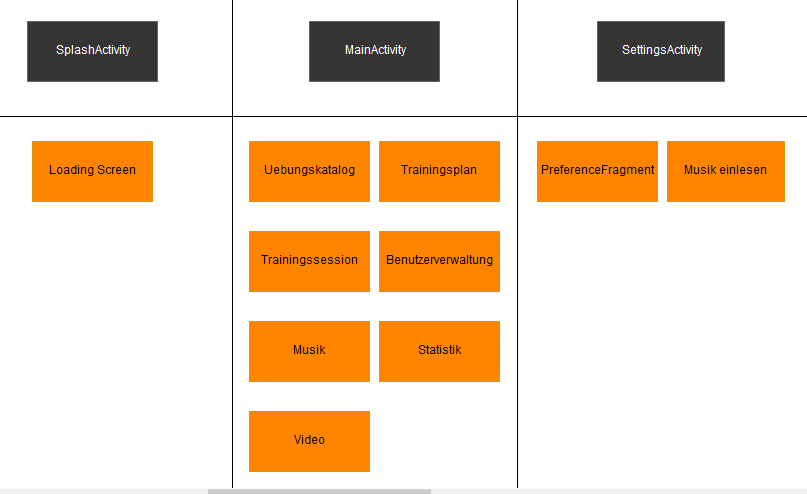 SplashActivity
MainActivity
SettingsActivity
Loading Screen
Uebungskatalog
Trainingsplan
PreferenceFragment
Musik einlesen
Trainingssession
Benutzerverwaltung
Musik
Statistik
Video